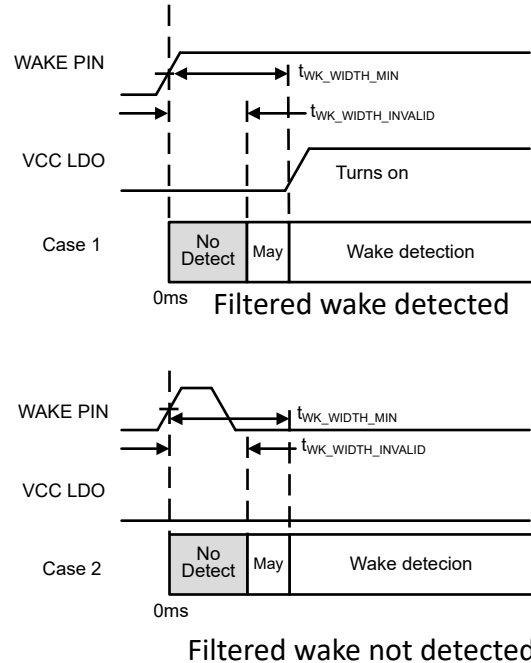 WAKE PIN
tWK_WIDTH_MIN
tWK_WIDTH_INVALID
VCC LDO
Turns on
Case 1
No
Detect
May
Wake detection
0ms
Filtered wake detected
WAKE PIN
tWK_WIDTH_MIN
tWK_WIDTH_INVALID
VCC LDO
Case 2
No
Detect
May
Wake detecion
0ms
Filtered wake not detected